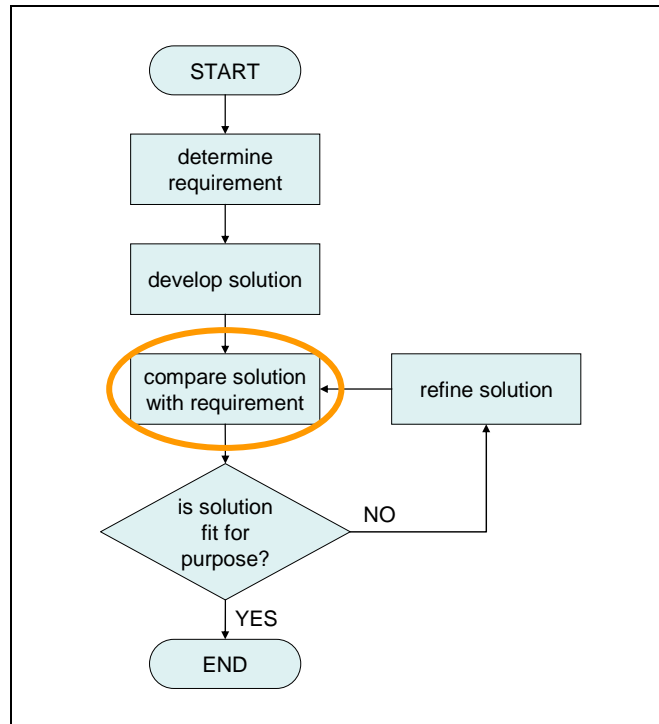 START
determine
requirement
develop solution
compare solution
with requirement
refine solution
is solution
fit for
purpose?
NO
YES
END